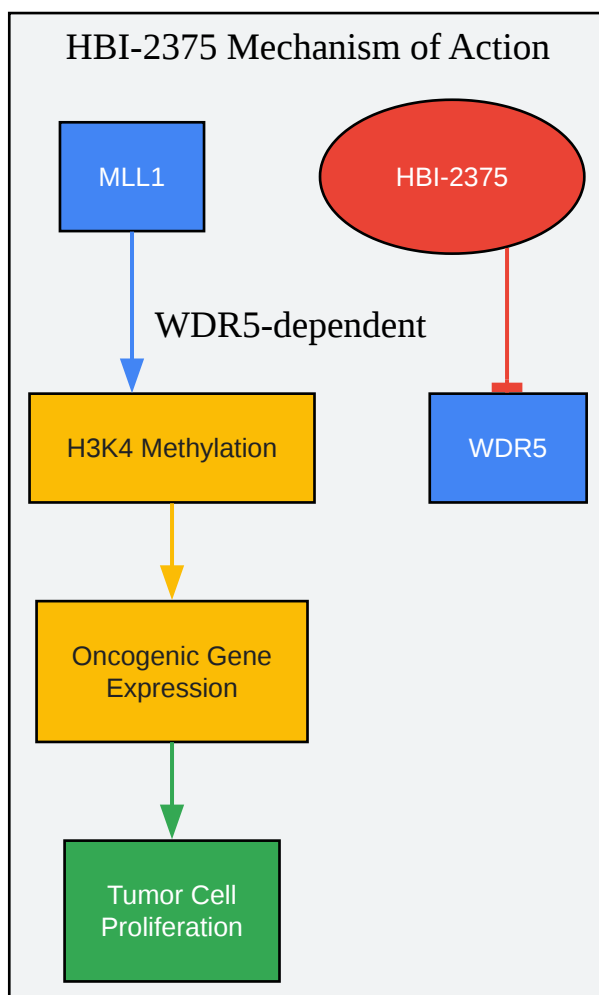 HBI-2375 Mechanism of Action
MLL1
HBI-2375
WDR5-dependent
H3K4 Methylation
WDR5
Oncogenic Gene
Expression
Tumor Cell
Proliferation